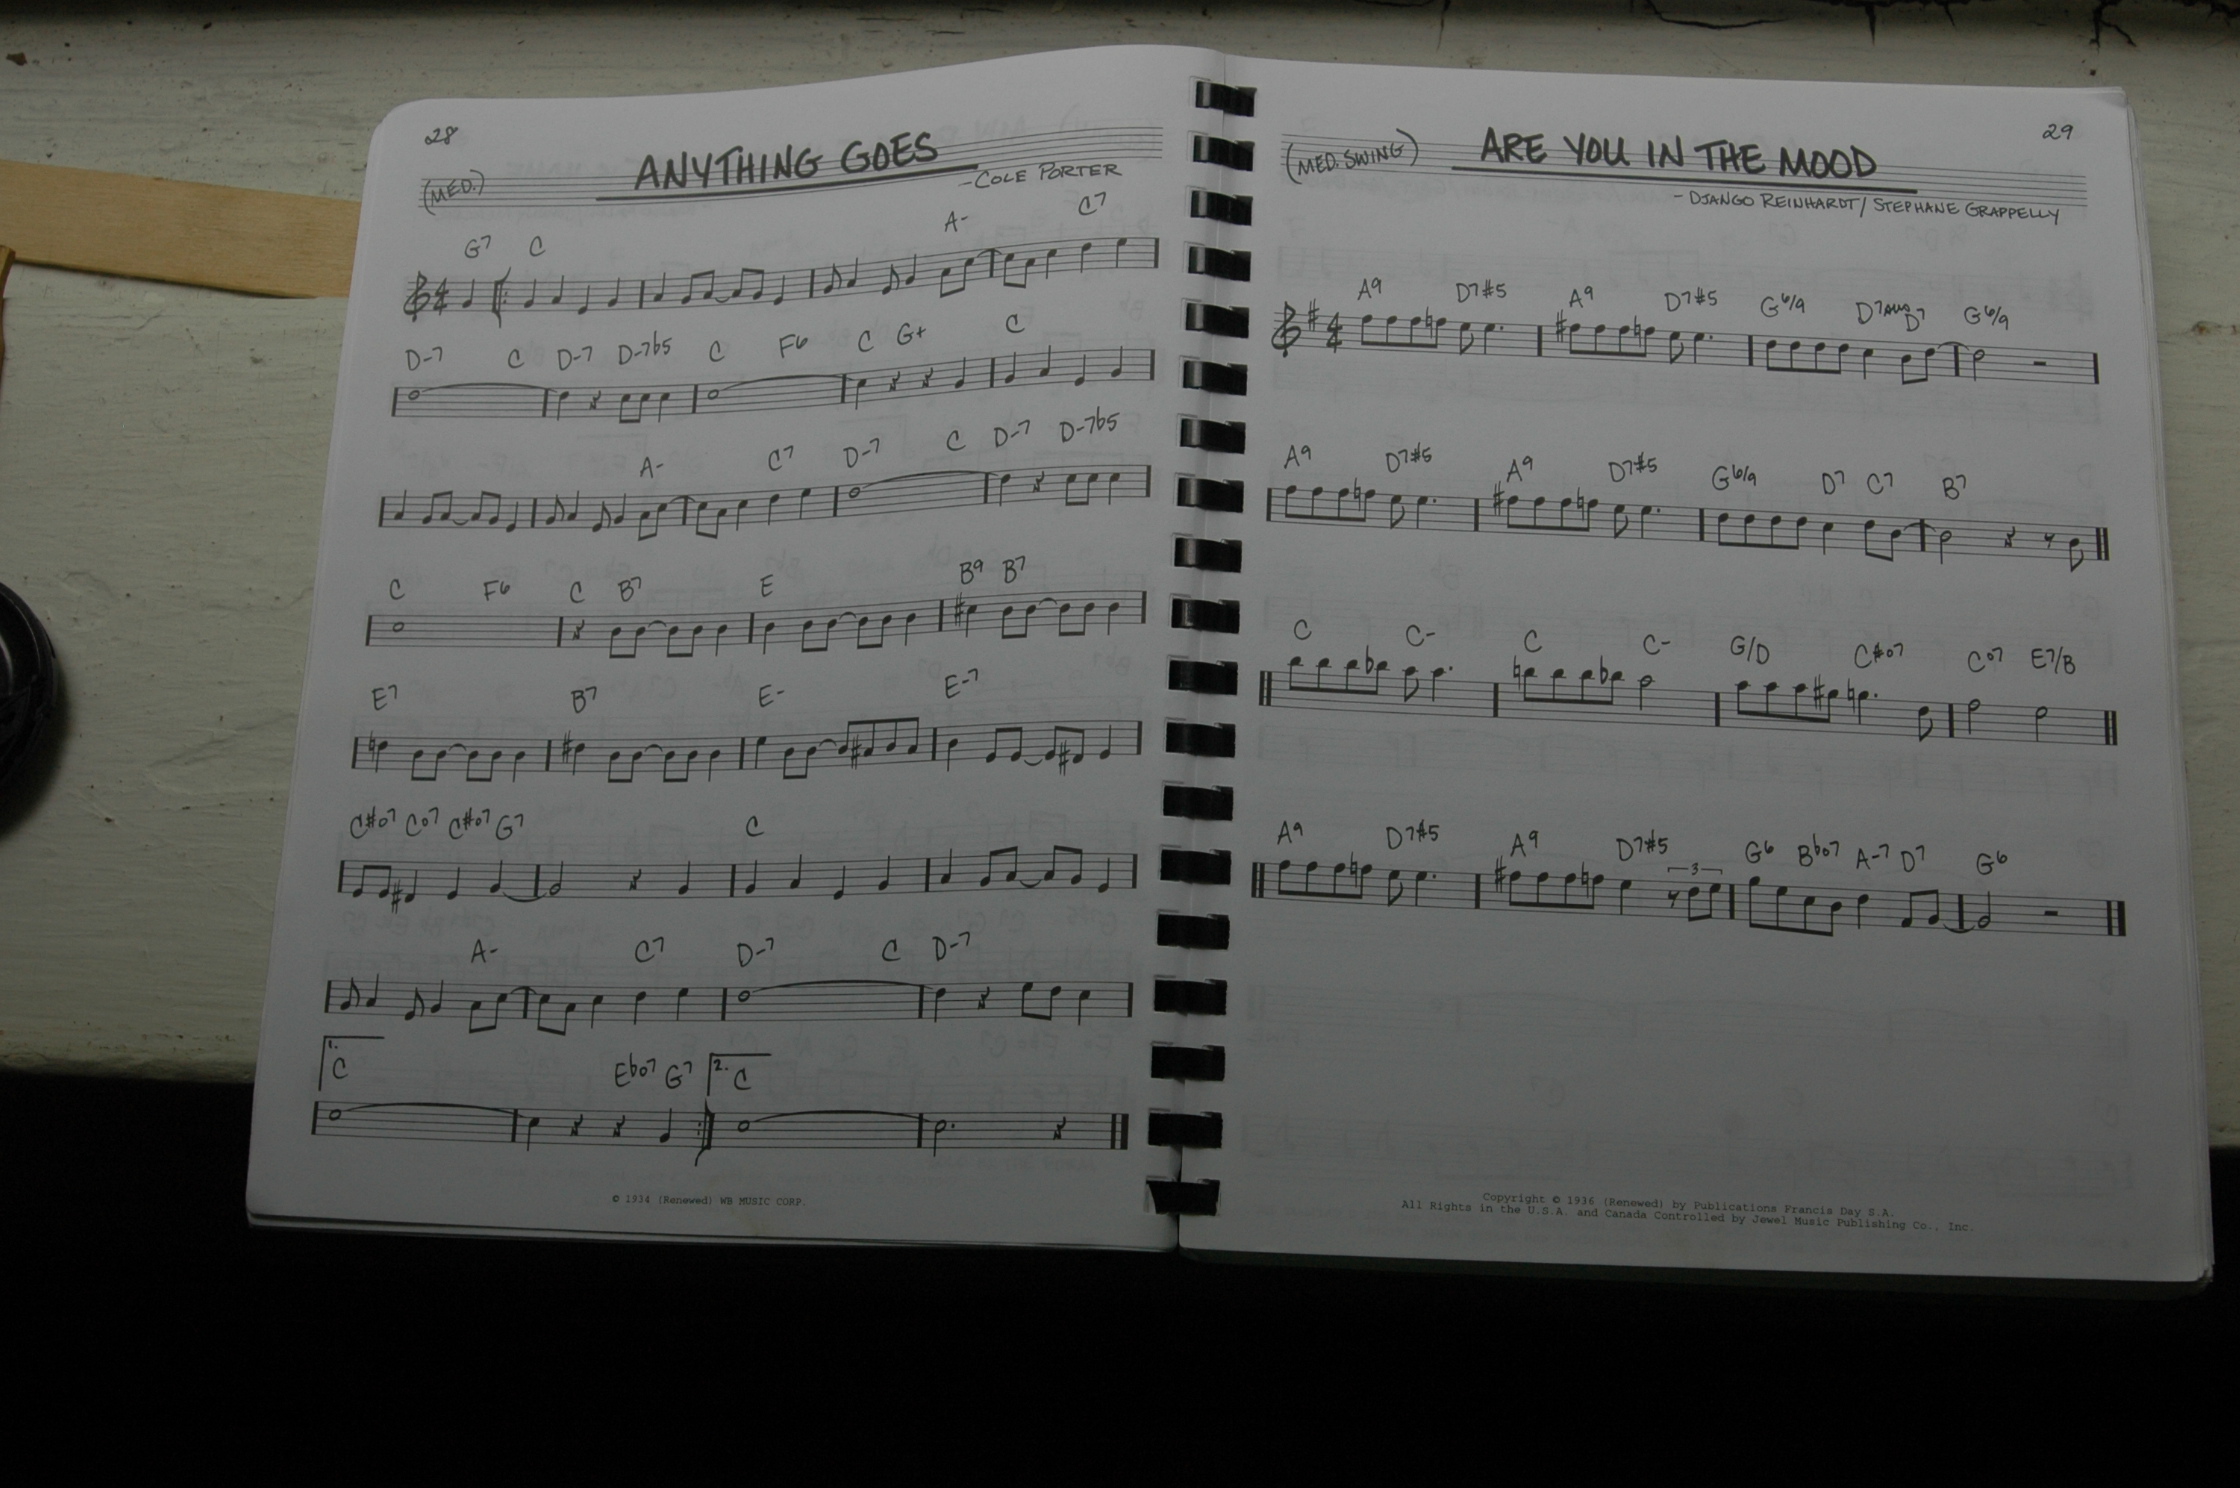 28
ANYTHING GOES
(MED.)
- COLE PORTER
G7 C A- C7
D-7 C D-7 D-7b5 C F6 C G+ C
A- C7 D-7 C D-7 D-7b5
C F6 C B7 E B9 B7
E7 B7 E- E-7
C#o7 Co7 C#o7 G7 C
A- C7 D-7 C D-7
1. C Ebo7 G7 2. C
© 1934 (Renewed) WB MUSIC CORP.
29
(MED. SWING)
ARE YOU IN THE MOOD
- DJANGO REINHARDT/STEPHANE GRAPPELLY
A9 D7#5 A9 D7#5 G6/9 D7AUG D7 G6/9
A9 D7#5 A9 D7#5 G6/9 D7 C7 B7
C C- C C- G/D C#o7 Co7 E7/B
A9 D7#5 A9 D7#5 3 G6 Bbo7 A-7 D7 G6
Copyright © 1936 (Renewed) by Publications Francis Day S.A.
All Rights in the U.S.A. and Canada Controlled by Jewel Music Publishing Co., Inc.